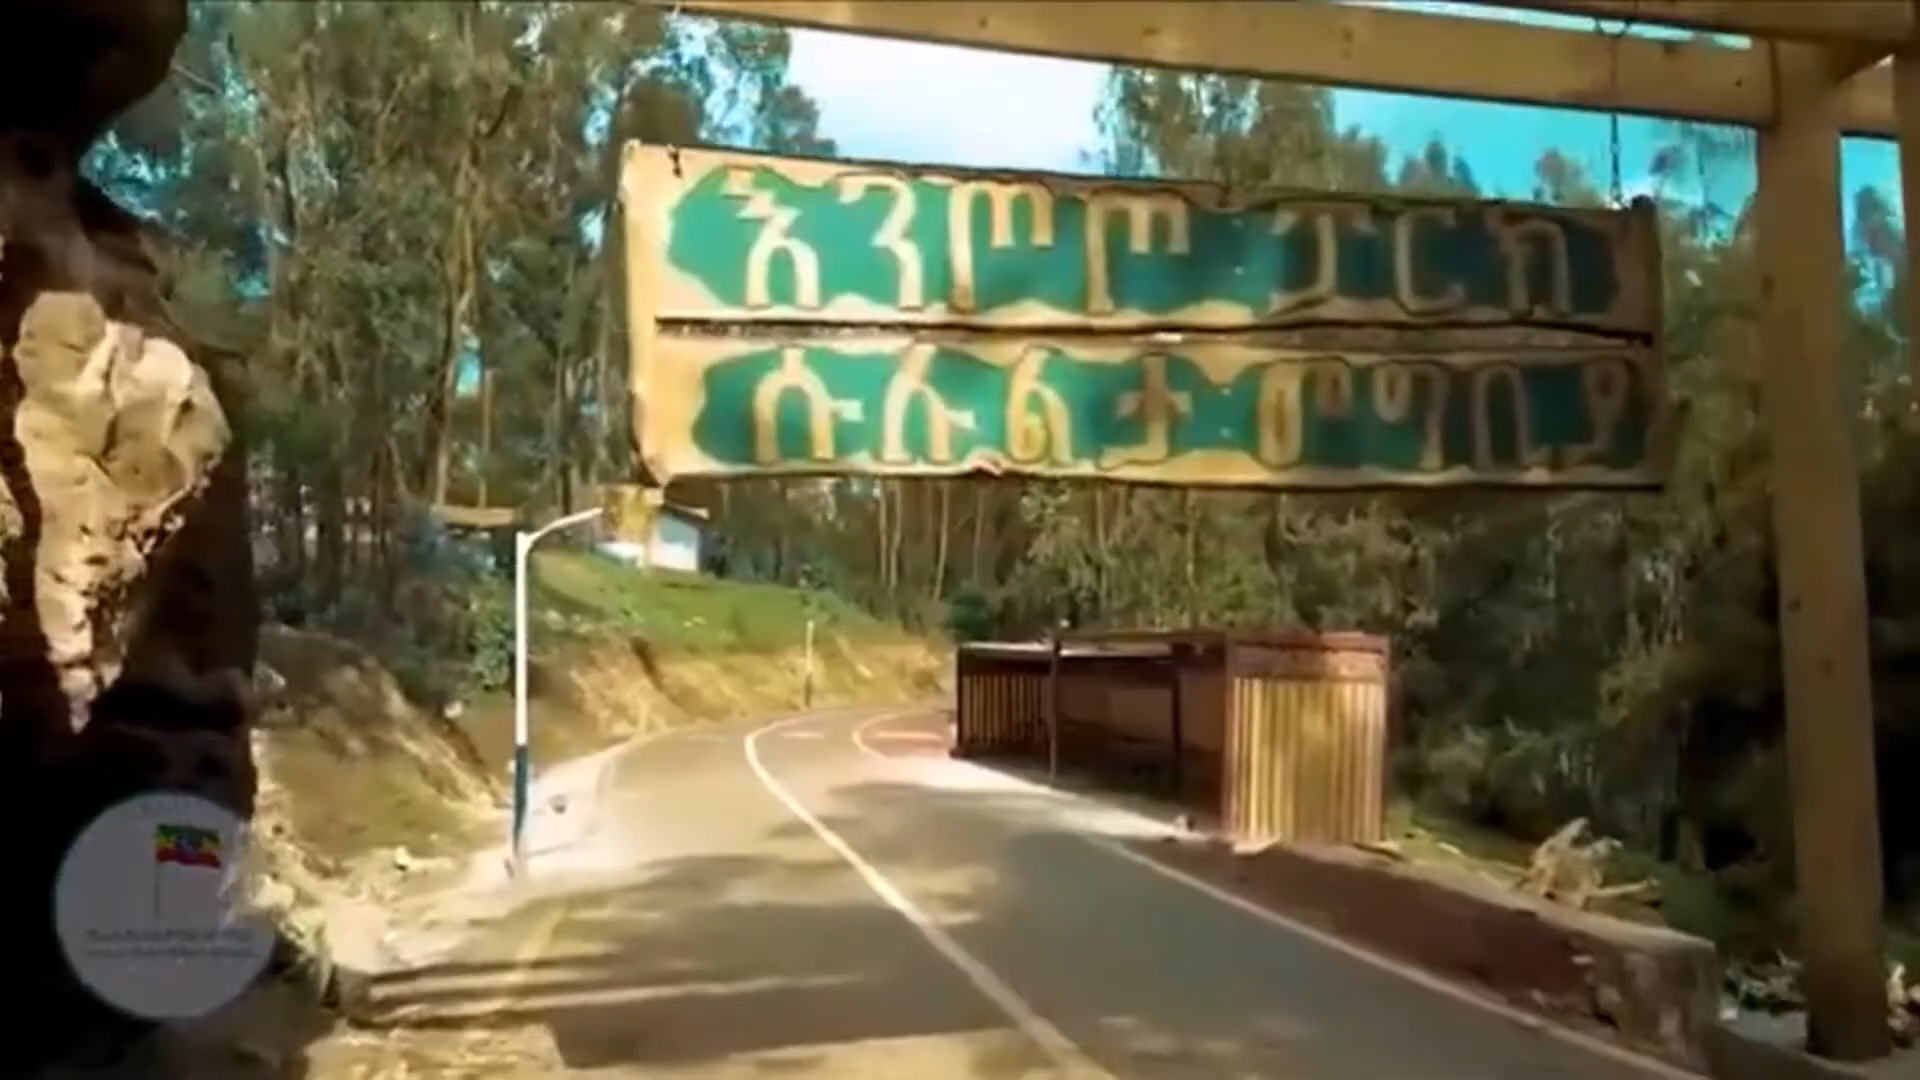 እንጦጦ ፓርክ
ሱሉልታ መግቢያ